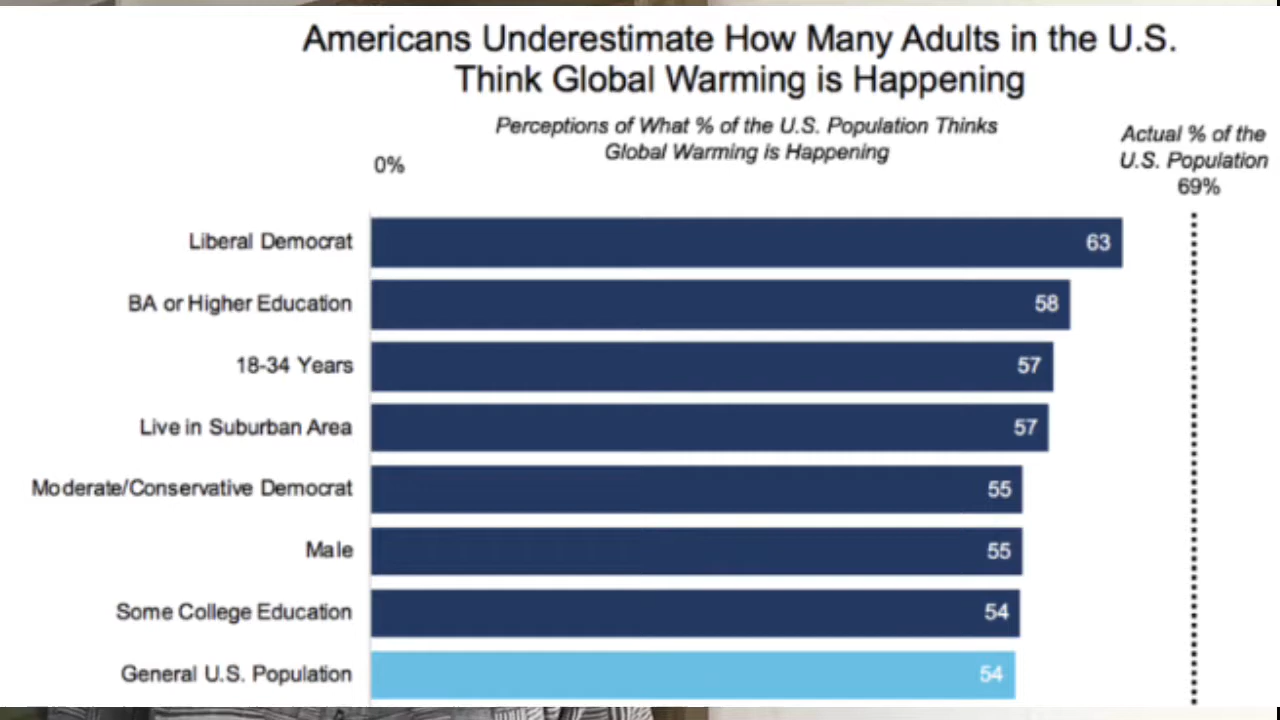 Americans Underestimate How Many Adults in the U.S.
Think Global Warming is Happening
Perceptions of What % of the U.S. Population Thinks
Global Warming is Happening
Actual % of the
U.S. Population
69%
0%
Liberal Democrat 63
BA or Higher Education 58
18-34 Years 57
Live in Suburban Area 57
Moderate/Conservative Democrat 55
Male 55
Some College Education 54
General U.S. Population 54